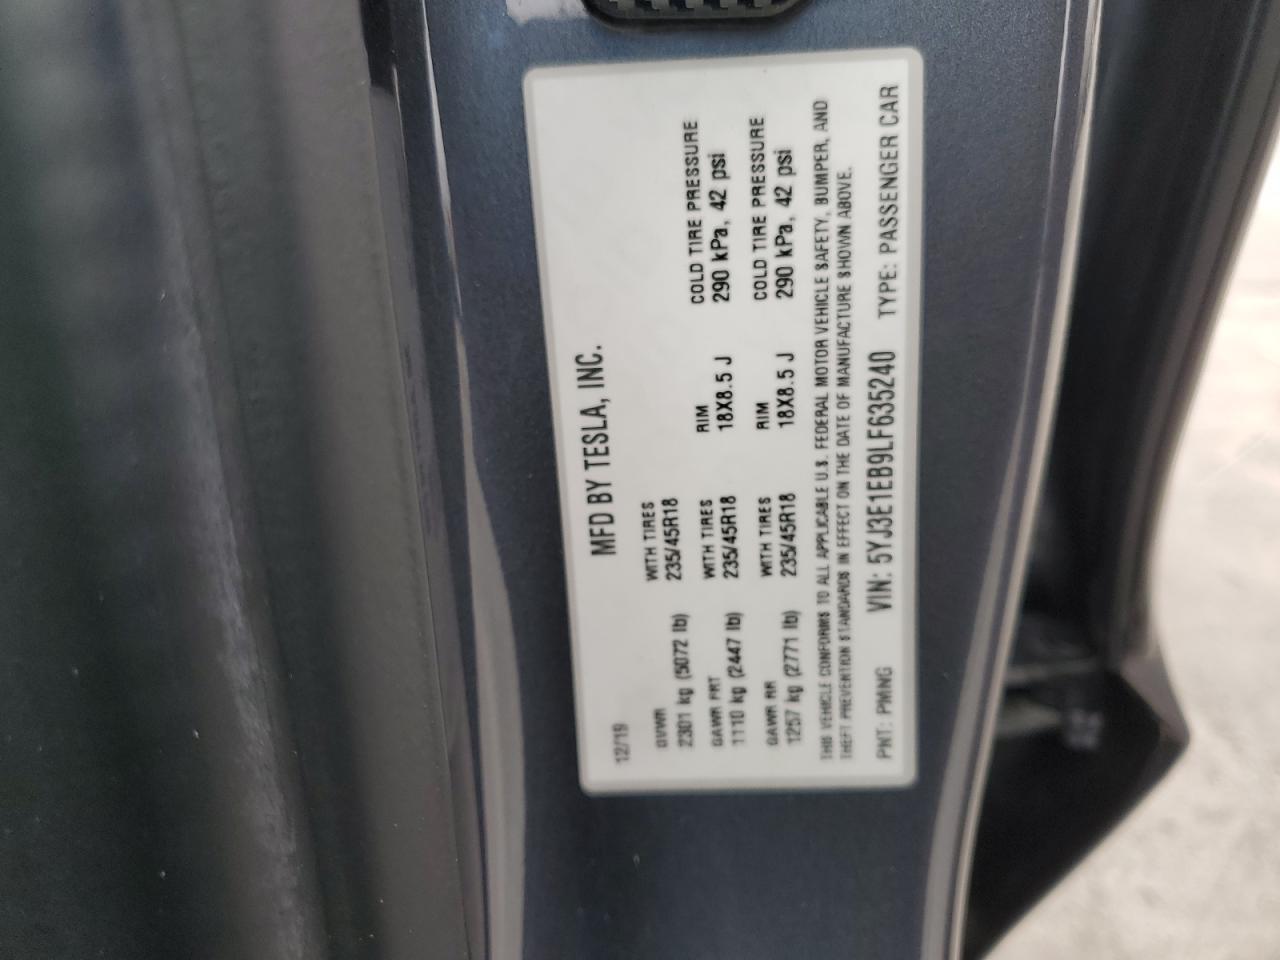 MFD BY TESLA, INC.
12/19
GVWR WITH TIRES
2301 kg (5072 lb) 235/45R18
GAWR FRT WITH TIRES RIM COLD TIRE PRESSURE
1110 kg (2447 lb) 235/45R18 18X8.5 J 290 kPa, 42 psi
GAWR RR WITH TIRES RIM COLD TIRE PRESSURE
1257 kg (2771 lb) 235/45R18 18X8.5 J 290 kPa, 42 psi
THIS VEHICLE CONFORMS TO ALL APPLICABLE U.S. FEDERAL MOTOR VEHICLE SAFETY, BUMPER, AND
THEFT PREVENTION STANDARDS IN EFFECT ON THE DATE OF MANUFACTURE SHOWN ABOVE.
PNT: PMNG VIN: 5YJ3E1EB9LF635240 TYPE: PASSENGER CAR